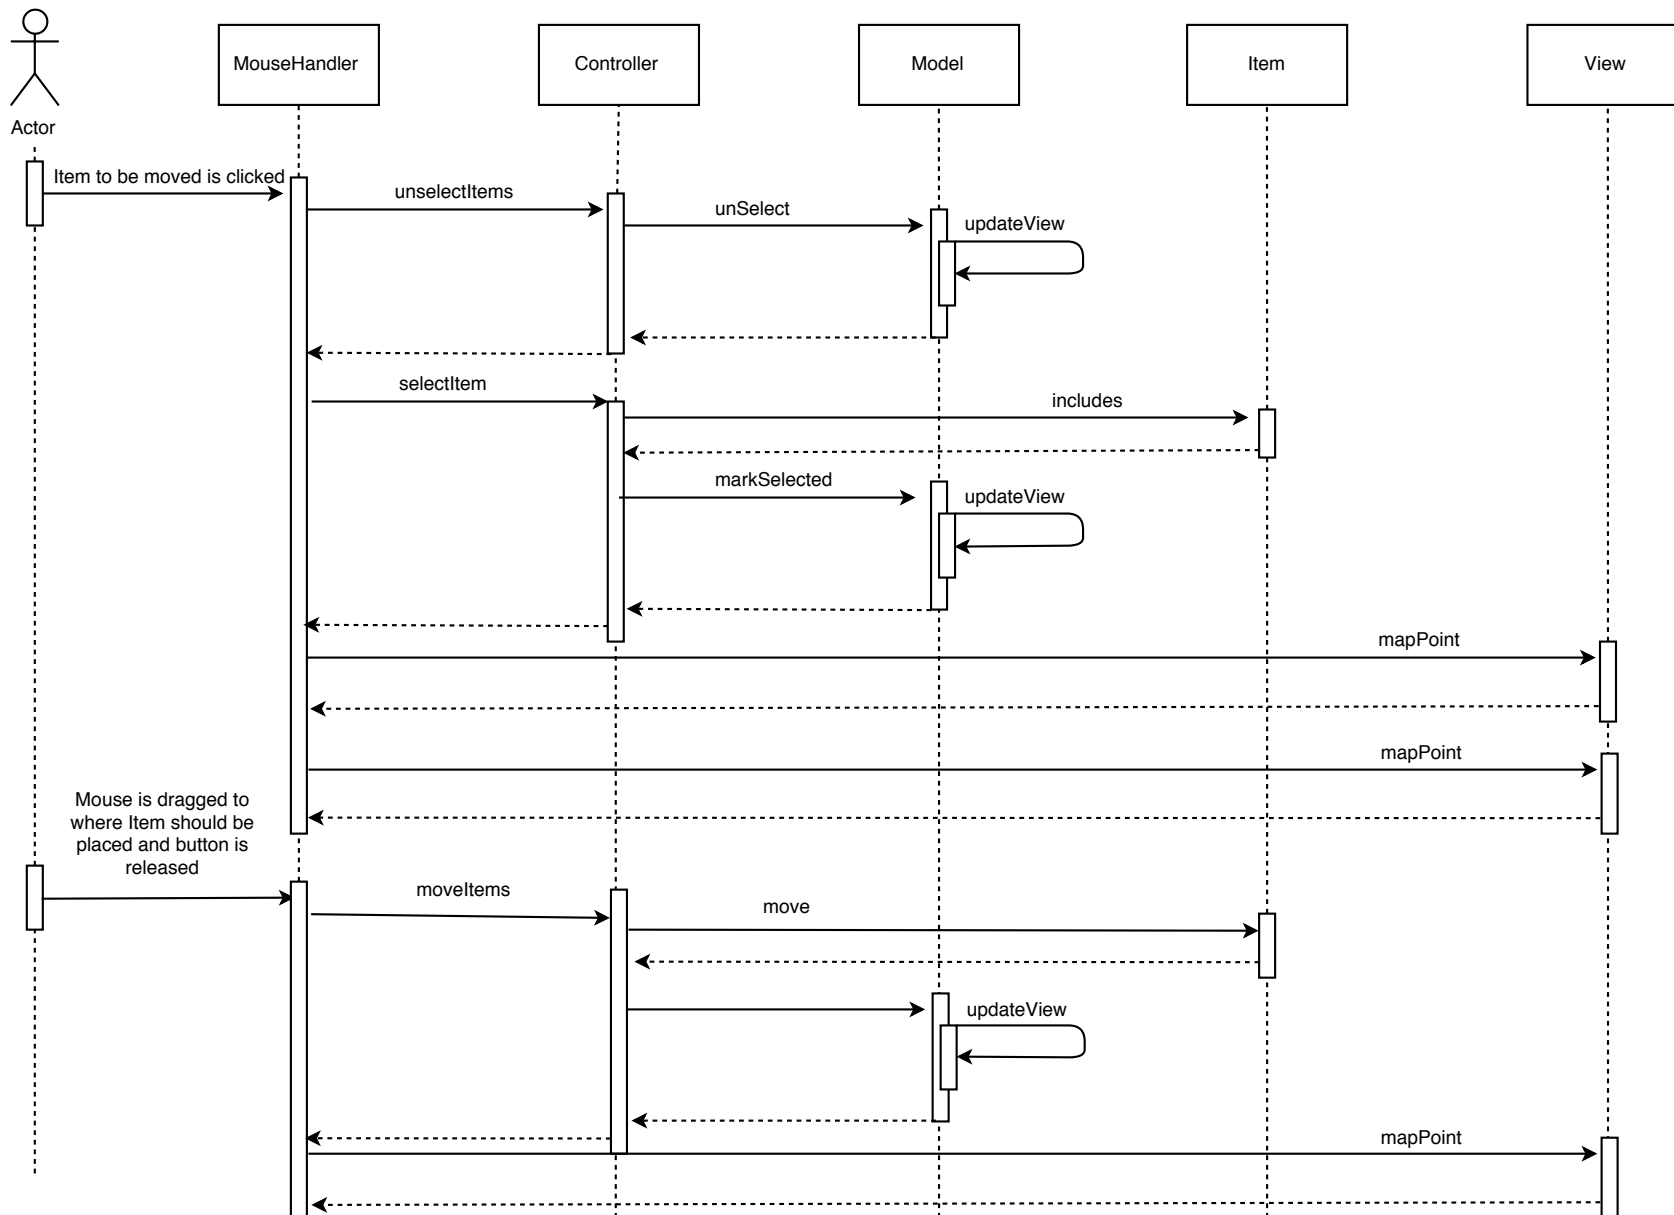 MouseHandler
Controller
Model
Item
View
Actor
Item to be moved is clicked
unselectItems
unSelect
updateView
selectItem
includes
markSelected
updateView
mapPoint
mapPoint
Mouse is dragged to
where Item should be
placed and button is
released
moveItems
move
updateView
mapPoint